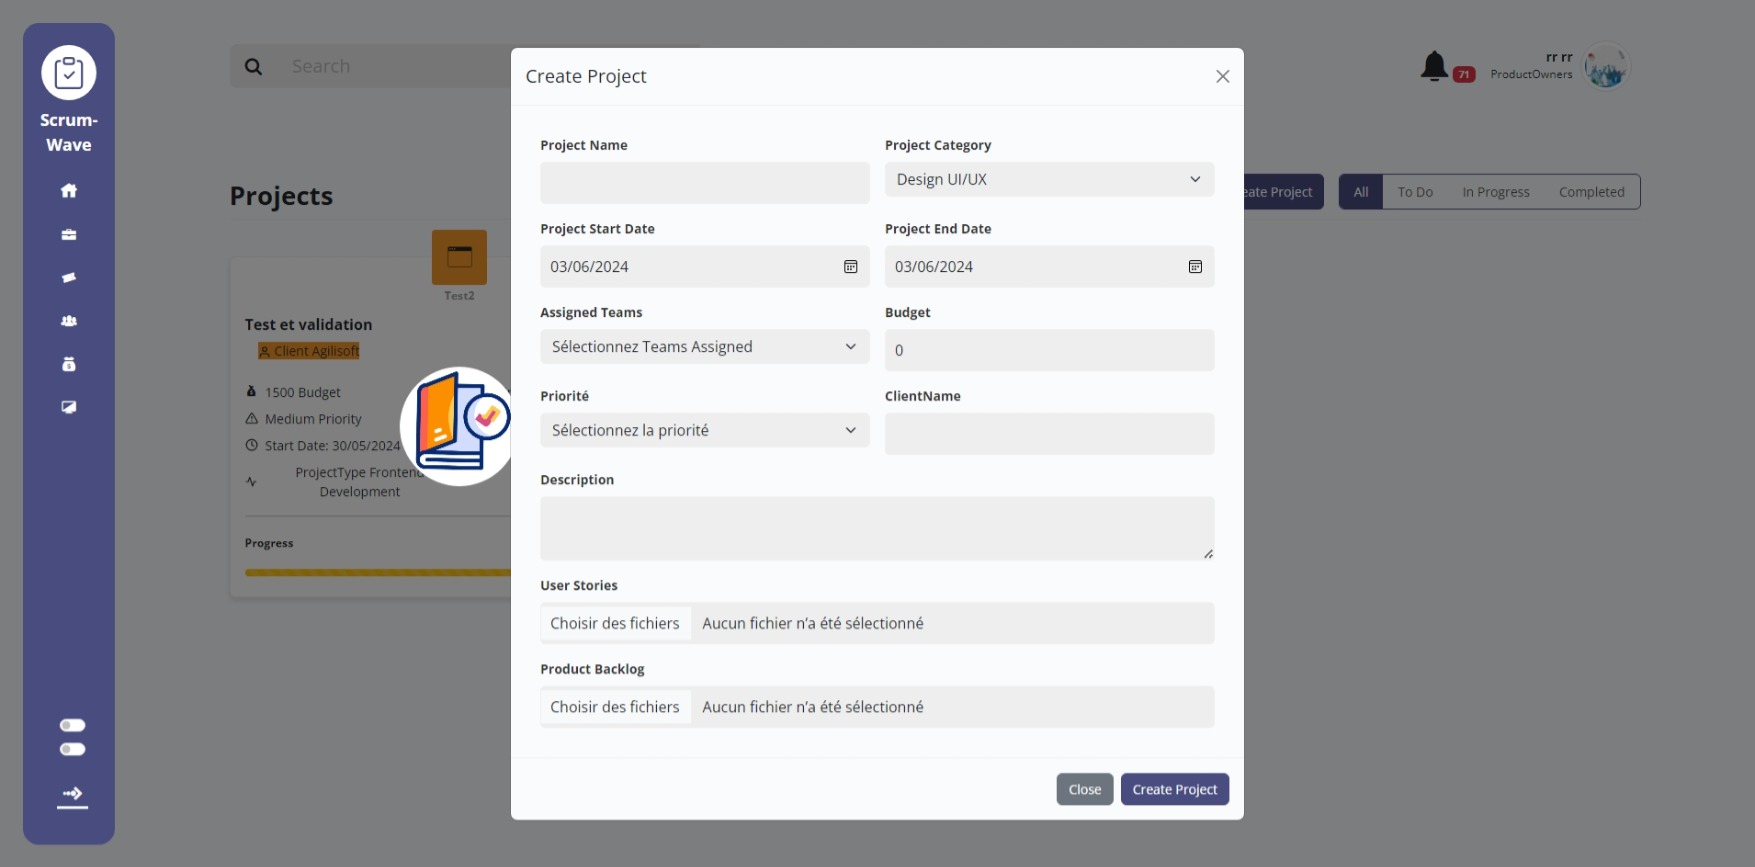 Scrum-
Wave
Search
71
rr rr
ProductOwners
Projects
eate Project
All
To Do
In Progress
Completed
Test2
Test et validation
Client Agilisoft
1500 Budget
Medium Priority
Start Date: 30/05/2024
ProjectType Frontend
Development
Progress
Create Project
Project Name
Project Category
Design UI/UX
Project Start Date
Project End Date
03/06/2024
03/06/2024
Assigned Teams
Budget
Sélectionnez Teams Assigned
0
Priorité
ClientName
Sélectionnez la priorité
Description
User Stories
Choisir des fichiers
Aucun fichier n’a été sélectionné
Product Backlog
Choisir des fichiers
Aucun fichier n’a été sélectionné
Close
Create Project